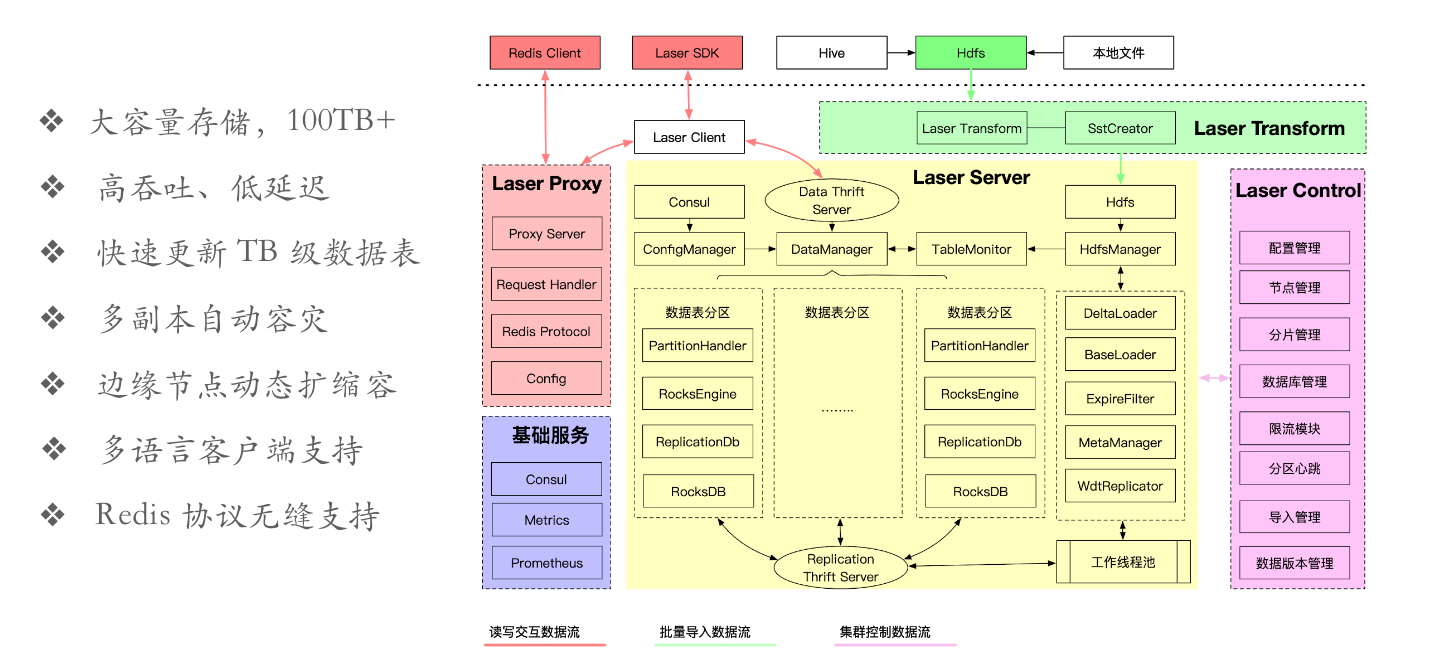 大容量存储，100TB+
高吞吐、低延迟
快速更新 TB 级数据表
多副本自动容灾
边缘节点动态扩缩容
多语言客户端支持
Redis 协议无缝支持
Redis Client
Laser SDK
Hive
Hdfs
本地文件
Laser Client
Laser Transform
SstCreator
Laser Transform
Laser Proxy
Proxy Server
Request Handler
Redis Protocol
Config
基础服务
Consul
Metrics
Prometheus
Laser Server
Consul
Data Thrift
Server
Hdfs
ConfigManager
DataManager
TableMonitor
HdfsManager
数据表分区
PartitionHandler
RocksEngine
ReplicationDb
RocksDB
数据表分区
........
数据表分区
PartitionHandler
RocksEngine
ReplicationDb
RocksDB
DeltaLoader
BaseLoader
ExpireFilter
MetaManager
WdtReplicator
Replication
Thrift Server
工作线程池
Laser Control
配置管理
节点管理
分片管理
数据库管理
限流模块
分区心跳
导入管理
数据版本管理
读写交互数据流
批量导入数据流
集群控制数据流